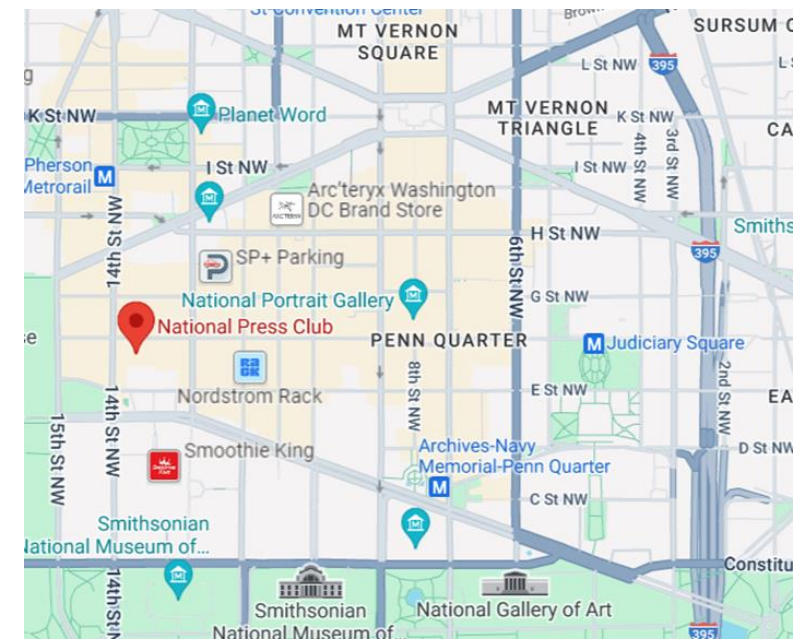 St Convention Center
Brown
MT VERNON
SQUARE
SURSUM C
L St NW
395
L
g
K St NW
Planet Word
MT VERNON
TRIANGLE
K St NW
4th St NW
3rd St NW
CA
Pherson
Metrorail
M
I St NW
I St NW
Arc'teryx Washington
DC Brand Store
ARC'TERYX
14th St NW
H St NW
Smiths
395
SP+ Parking
P
6th St NW
National Portrait Gallery
G St NW
National Press Club
se
PENN QUARTER
M
Judiciary Square
2nd St NW
Rack
Nordstrom Rack
8th St NW
E St NW
EA
15th St NW
14th St NW
Smoothie King
Archives-Navy
Memorial-Penn Quarter
M
D St NW
C St NW
Smithsonian
National Museum of...
Constitu
14th St NW
Smithsonian
National Museum of...
National Gallery of Art
395